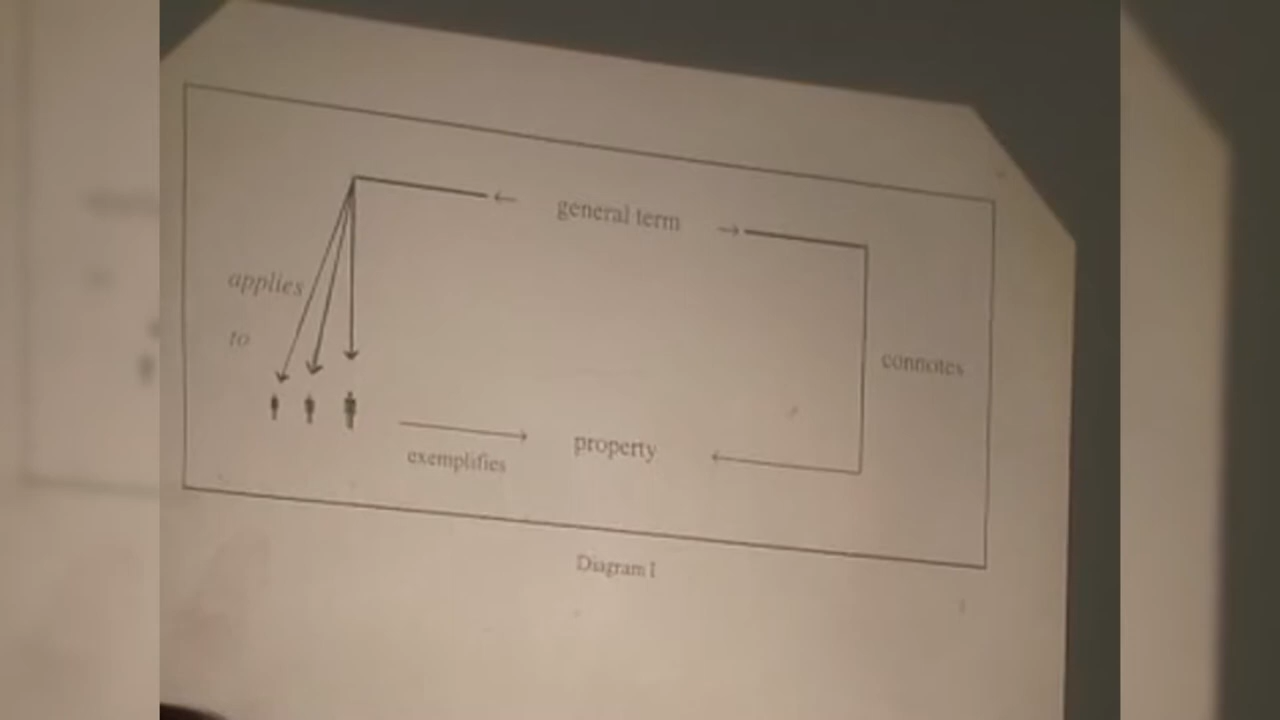 general term
applies
to
connotes
property
exemplifies
Diagram I